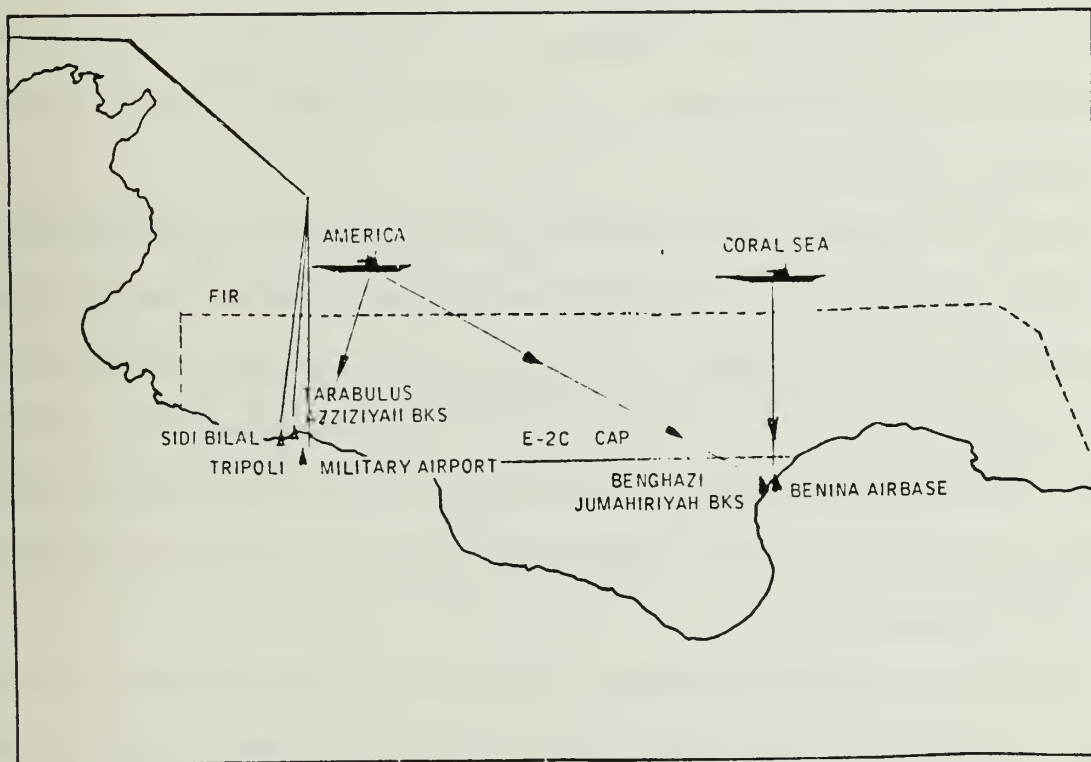 AMERICA
CORAL SEA
FIR
TARABULUS
AZZIZIYAH BKS
SIDI BILAL
E-2C CAP
TRIPOLI
MILITARY AIRPORT
BENGHAZI
JUMAHIRIYAH BKS
BENINA AIRBASE